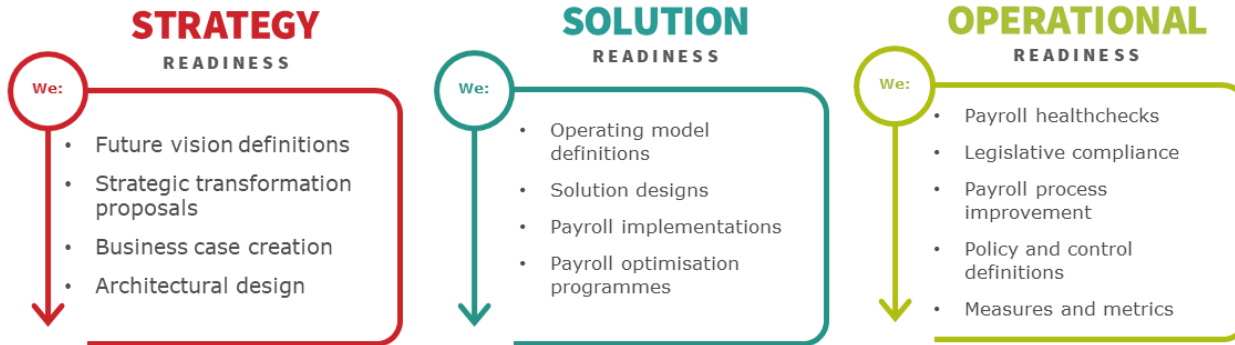 STRATEGY
READINESS
We:
• Future vision definitions
• Strategic transformation
proposals
• Business case creation
• Architectural design
SOLUTION
READINESS
We:
• Operating model
definitions
• Solution designs
• Payroll implementations
• Payroll optimisation
programmes
OPERATIONAL
READINESS
We:
• Payroll healthchecks
• Legislative compliance
• Payroll process
improvement
• Policy and control
definitions
• Measures and metrics